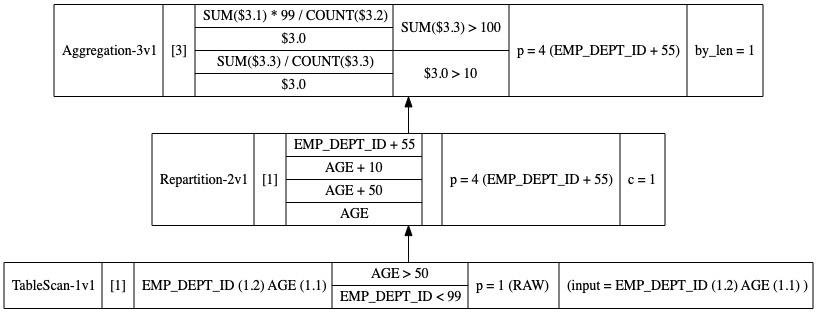 Aggregation-3v1
[3]
SUM($3.1) * 99 / COUNT($3.2)
$3.0
SUM($3.3) / COUNT($3.3)
$3.0
SUM($3.3) > 100
$3.0 > 10
p = 4 (EMP_DEPT_ID + 55)
by_len = 1
Repartition-2v1
[1]
EMP_DEPT_ID + 55
AGE + 10
AGE + 50
AGE
p = 4 (EMP_DEPT_ID + 55)
c = 1
TableScan-1v1
[1]
EMP_DEPT_ID (1.2) AGE (1.1)
AGE > 50
EMP_DEPT_ID < 99
p = 1 (RAW)
(input = EMP_DEPT_ID (1.2) AGE (1.1) )